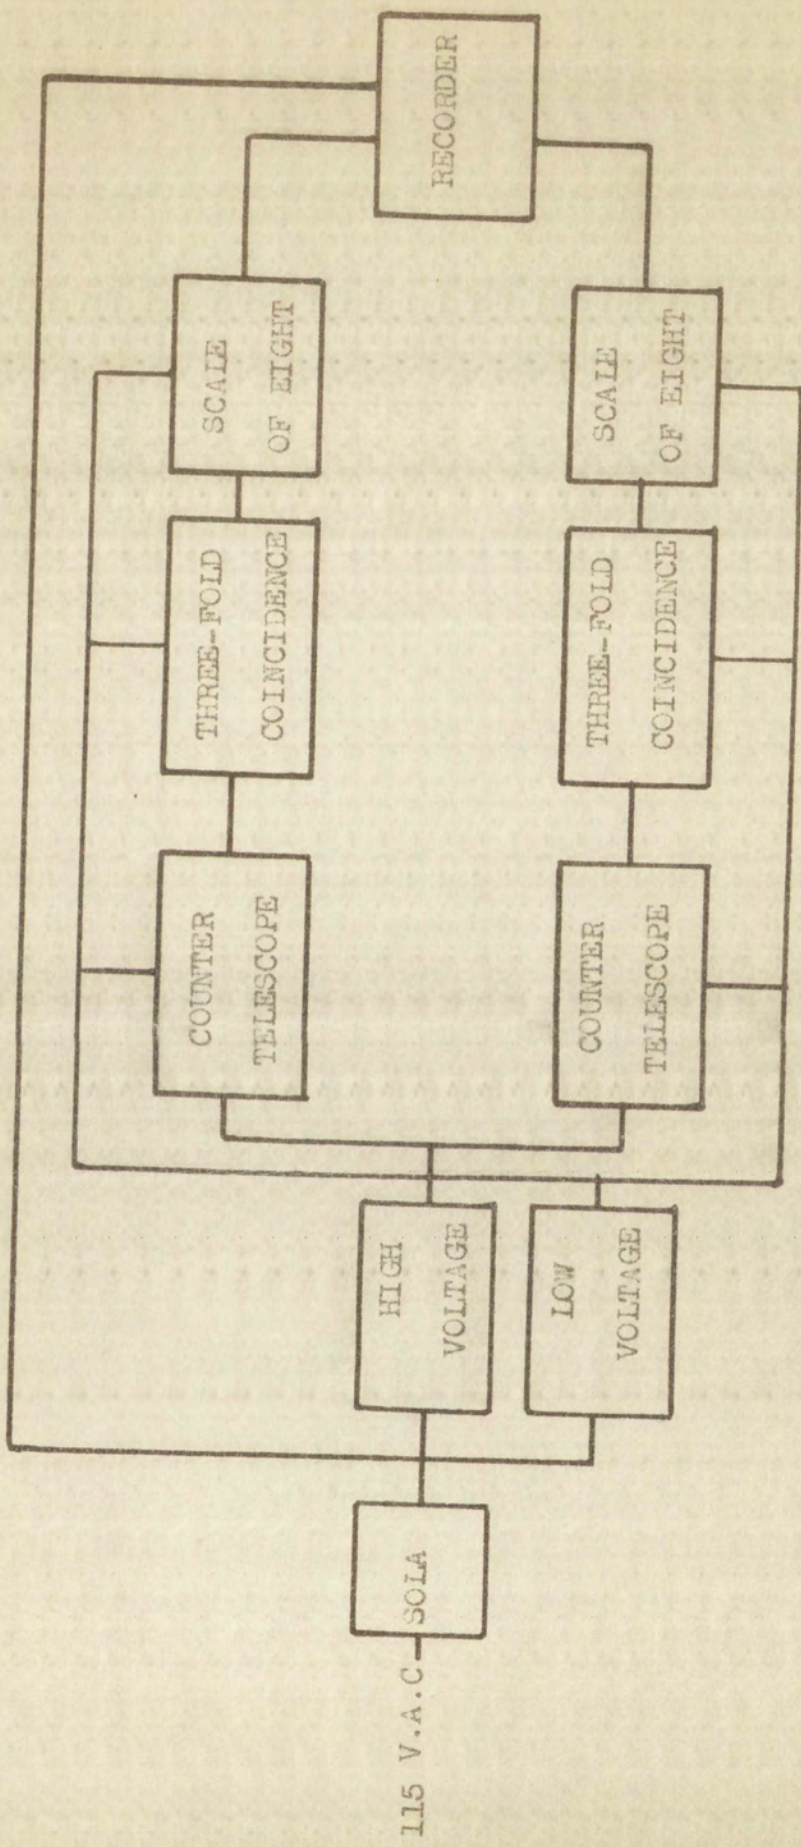 115 V.A.C
SOLA
HIGH
VOLTAGE
LOW
VOLTAGE
COUNTER
TELESCOPE
THREE-FOLD
COINCIDENCE
SCALE
OF EIGHT
COUNTER
TELESCOPE
THREE-FOLD
COINCIDENCE
SCALE
OF EIGHT
RECORDER